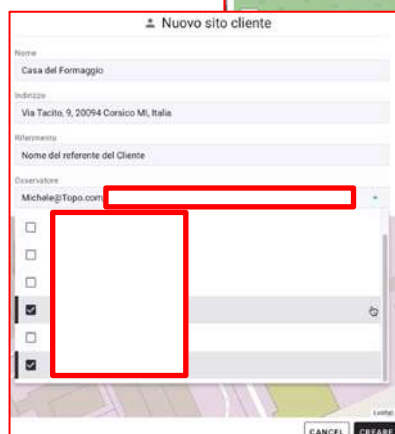 Nuovo sito cliente
Nome
Casa del Formaggio
Indirizzo
Via Tacito, 9, 20094 Corsico MI, Italia
Riferimento
Nome del referente del Cliente
Osservatore
Michele@Topo.com
Leaflet
CANCEL
CREARE